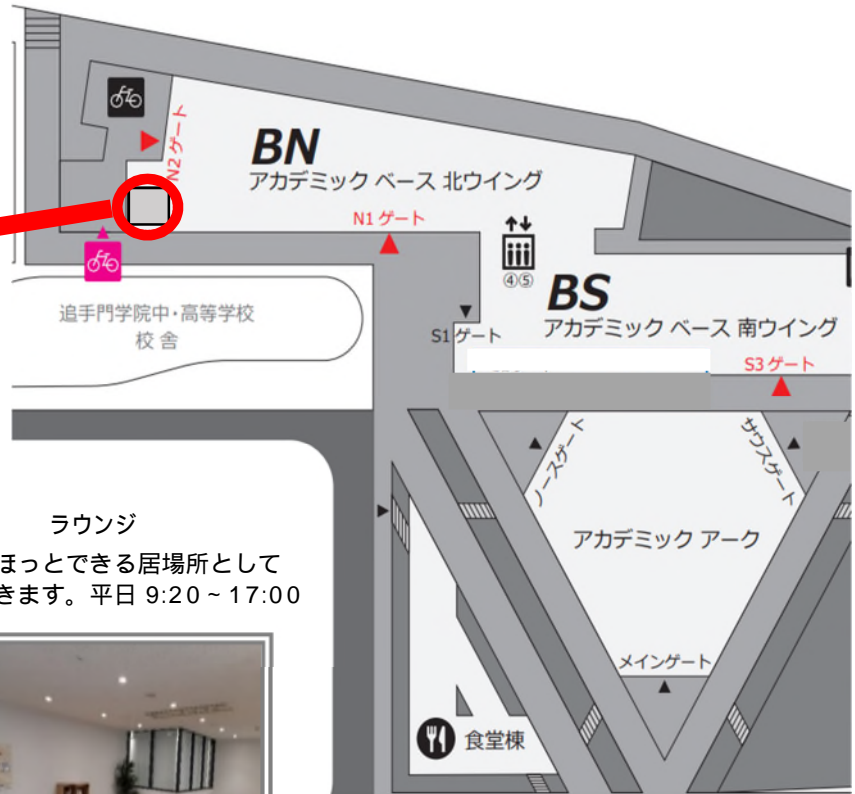 BN
アカデミック ベース 北ウイング
N2 ゲート
N1 ゲート
④⑤
BS
アカデミック ベース 南ウイング
S1 ゲート
S3 ゲート
追手門学院中・高等学校
校 舎
ノースゲート
サウスゲート
アカデミック アーク
メインゲート
食堂棟
ラウンジ
ほっとできる居場所として
きます。平日 9:20 ~ 17:00